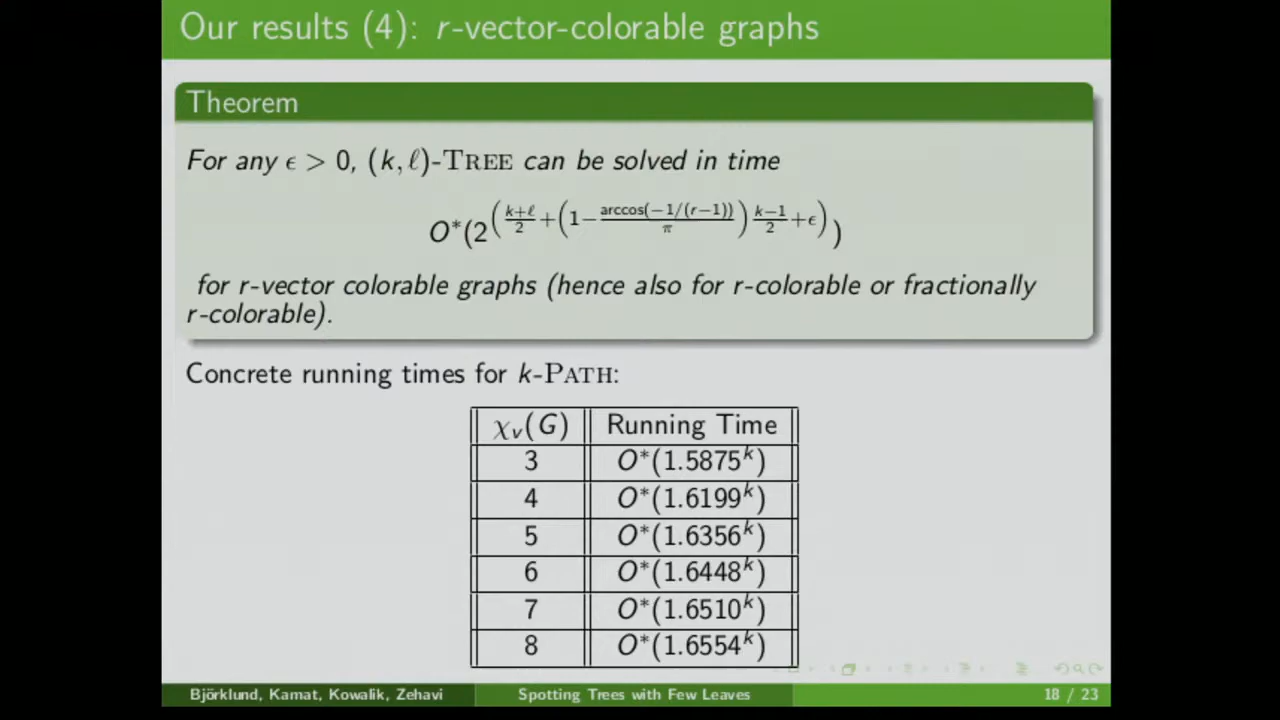 Our results (4): r-vector-colorable graphs
Theorem
For any ϵ > 0, (k, ℓ)-TREE can be solved in time
O*(2^((k+ℓ)/2 + (1 − arccos(−1/(r−1))/π) (k−1)/2 + ϵ))
for r-vector colorable graphs (hence also for r-colorable or fractionally
r-colorable).
Concrete running times for k-PATH:
χ_v(G) Running Time
3 O*(1.5875^k)
4 O*(1.6199^k)
5 O*(1.6356^k)
6 O*(1.6448^k)
7 O*(1.6510^k)
8 O*(1.6554^k)
Björklund, Kamat, Kowalik, Zehavi Spotting Trees with Few Leaves 18 / 23